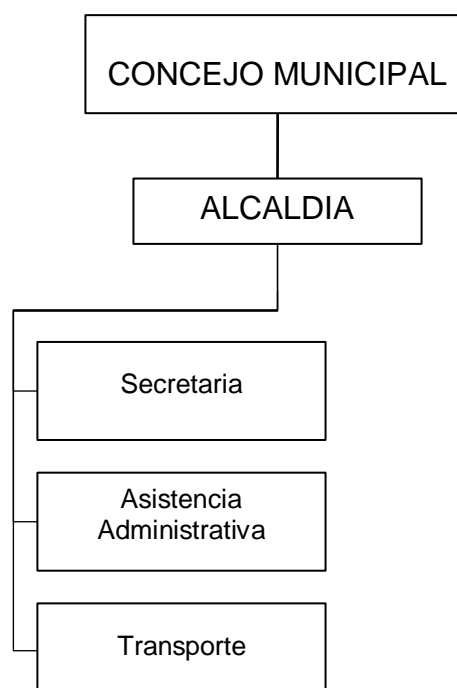 CONCEJO MUNICIPAL
ALCALDIA
Secretaria
Asistencia
Administrativa
Transporte